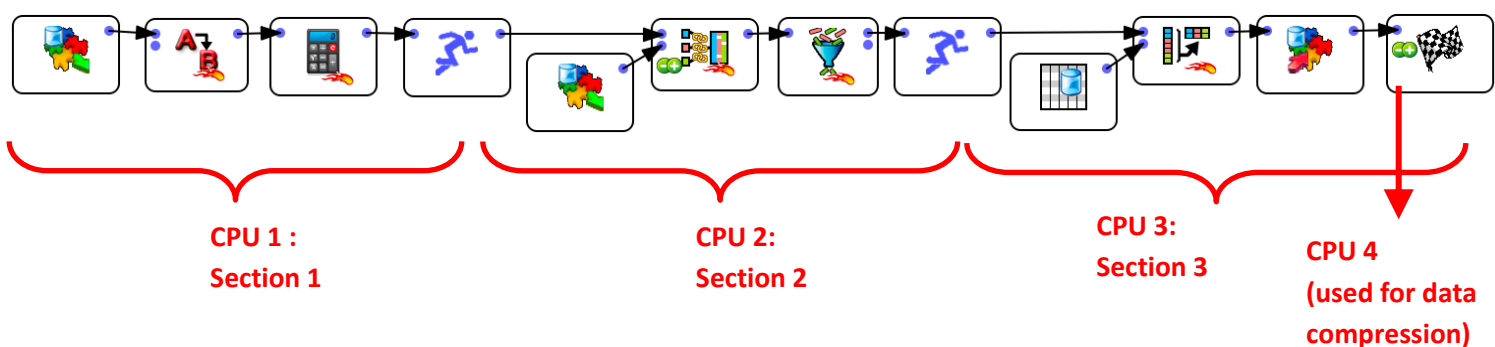 A
B
CPU 1 :
Section 1
CPU 2:
Section 2
CPU 3:
Section 3
CPU 4
(used for data
compression)